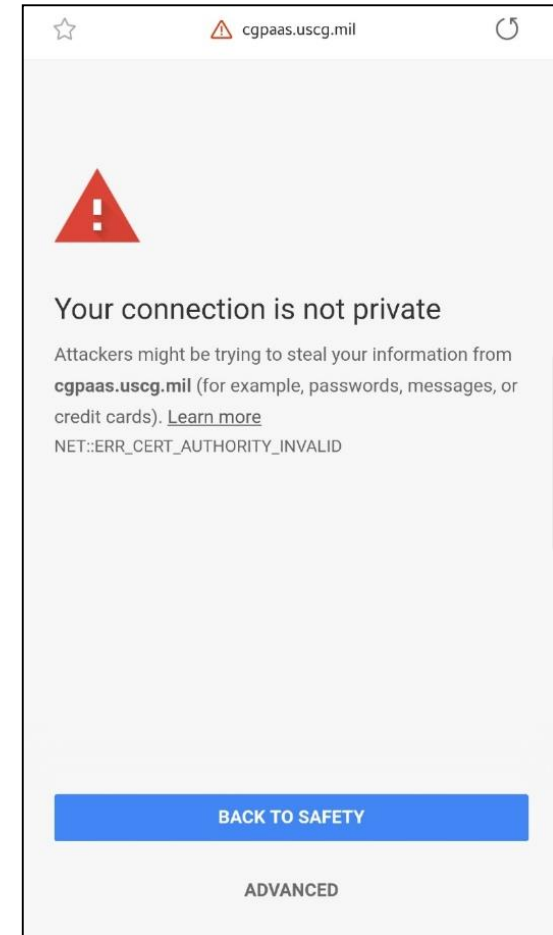 cgpaas.uscg.mil
!
Your connection is not private
Attackers might be trying to steal your information from
cgpaas.uscg.mil (for example, passwords, messages, or
credit cards). Learn more
NET::ERR_CERT_AUTHORITY_INVALID
BACK TO SAFETY
ADVANCED